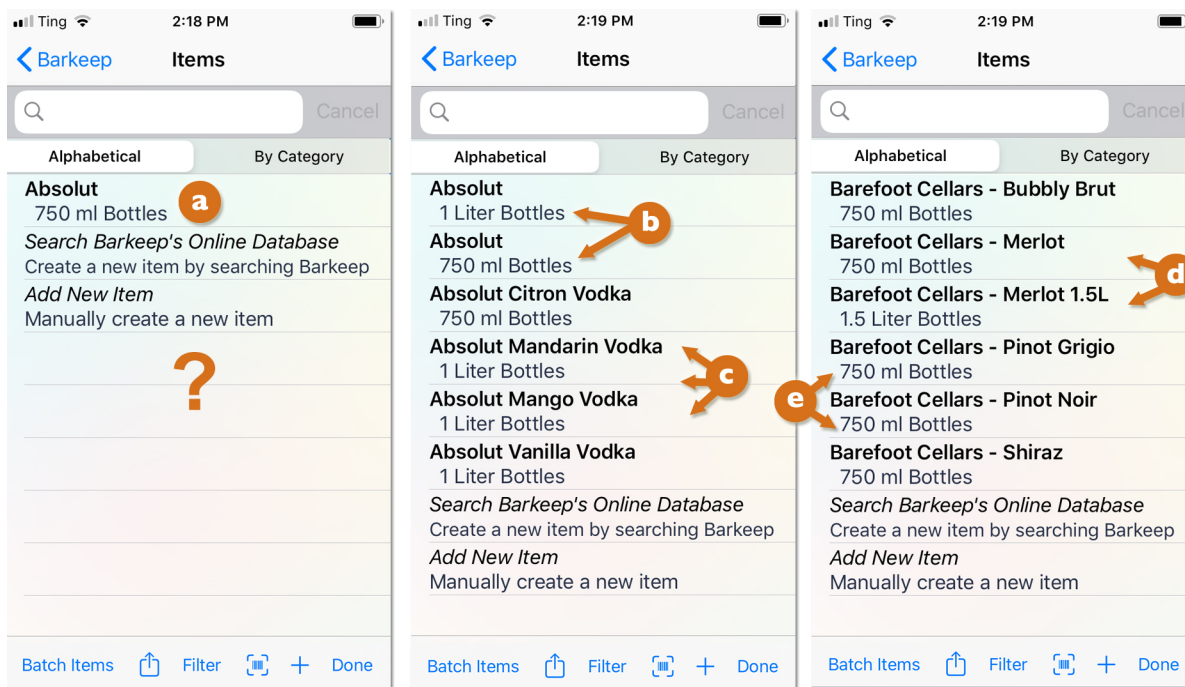 Ting 2:18 PM
Barkeep Items
Cancel
Alphabetical By Category
Absolut
750 ml Bottles
a
Search Barkeep's Online Database
Create a new item by searching Barkeep
Add New Item
Manually create a new item
?
Batch Items Filter + Done
Ting 2:19 PM
Barkeep Items
Cancel
Alphabetical By Category
Absolut
1 Liter Bottles
b
Absolut
750 ml Bottles
Absolut Citron Vodka
750 ml Bottles
Absolut Mandarin Vodka
1 Liter Bottles
c
Absolut Mango Vodka
1 Liter Bottles
Absolut Vanilla Vodka
1 Liter Bottles
Search Barkeep's Online Database
Create a new item by searching Barkeep
Add New Item
Manually create a new item
Batch Items Filter + Done
Ting 2:19 PM
Barkeep Items
Cancel
Alphabetical By Category
Barefoot Cellars - Bubbly Brut
750 ml Bottles
Barefoot Cellars - Merlot
750 ml Bottles
d
Barefoot Cellars - Merlot 1.5L
1.5 Liter Bottles
Barefoot Cellars - Pinot Grigio
750 ml Bottles
e
Barefoot Cellars - Pinot Noir
750 ml Bottles
Barefoot Cellars - Shiraz
750 ml Bottles
Search Barkeep's Online Database
Create a new item by searching Barkeep
Add New Item
Manually create a new item
Batch Items Filter + Done